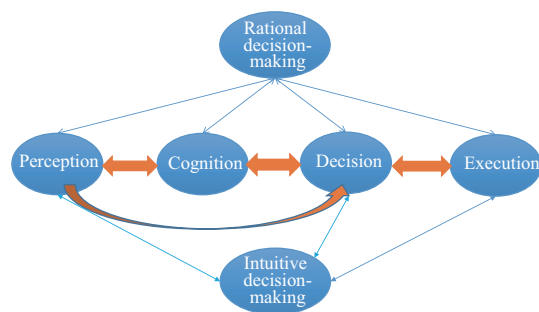 Rational
decision-
making
Perception
Cognition
Decision
Execution
Intuitive
decision-
making